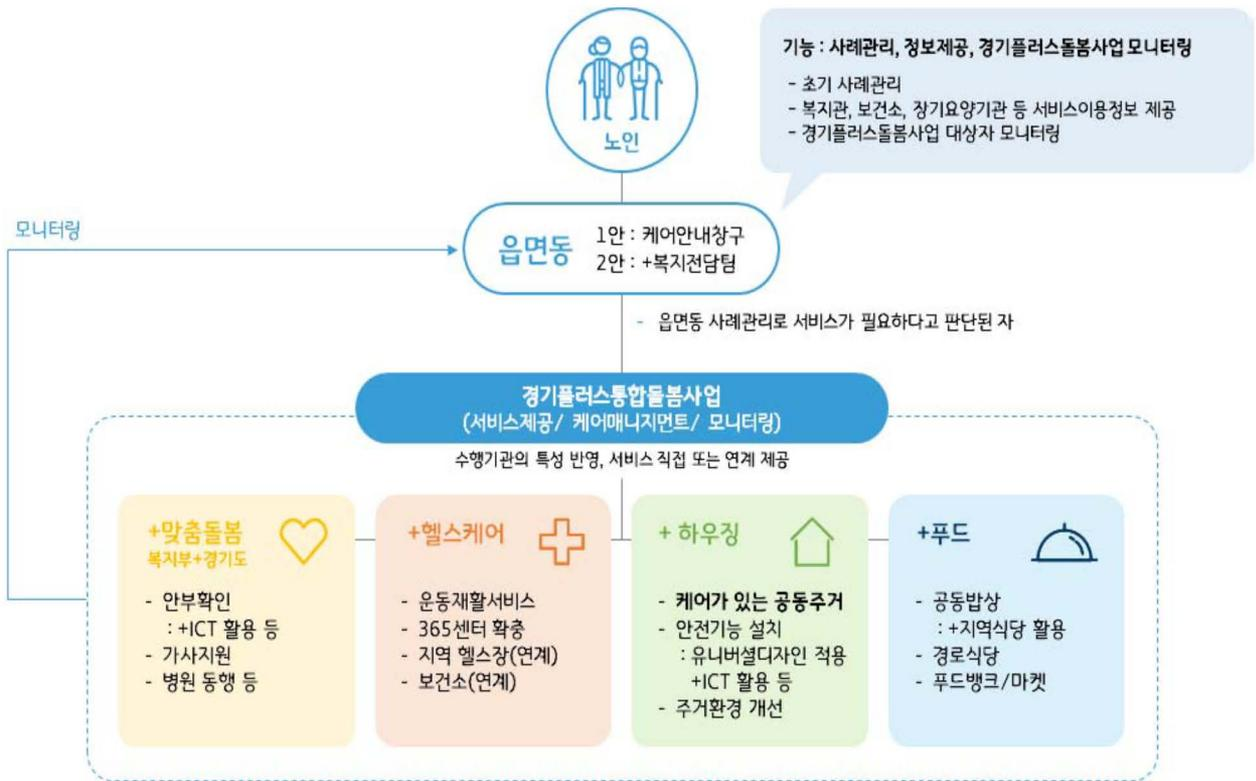 노인
기능 : 사례관리, 정보제공, 경기플러스돌봄사업 모니터링
- 초기 사례관리
- 복지관, 보건소, 장기요양기관 등 서비스이용정보 제공
- 경기플러스돌봄사업 대상자 모니터링
모니터링
읍면동
1안 : 케어안내창구
2안 : +복지전담팀
- 읍면동 사례관리로 서비스가 필요하다고 판단된 자
경기플러스통합돌봄사업
(서비스제공/ 케어매니지먼트/ 모니터링)
수행기관의 특성 반영, 서비스 직접 또는 연계 제공
+맞춤돌봄
복지부+경기도
- 안부확인
: +ICT 활용 등
- 가사지원
- 병원 동행 등
+헬스케어
- 운동재활서비스
- 365센터 확충
- 지역 헬스장(연계)
- 보건소(연계)
+ 하우징
- 케어가 있는 공동주거
- 안전기능 설치
: 유니버셜디자인 적용
+ICT 활용 등
- 주거환경 개선
+푸드
- 공동밥상
: +지역식당 활용
- 경로식당
- 푸드뱅크/마켓